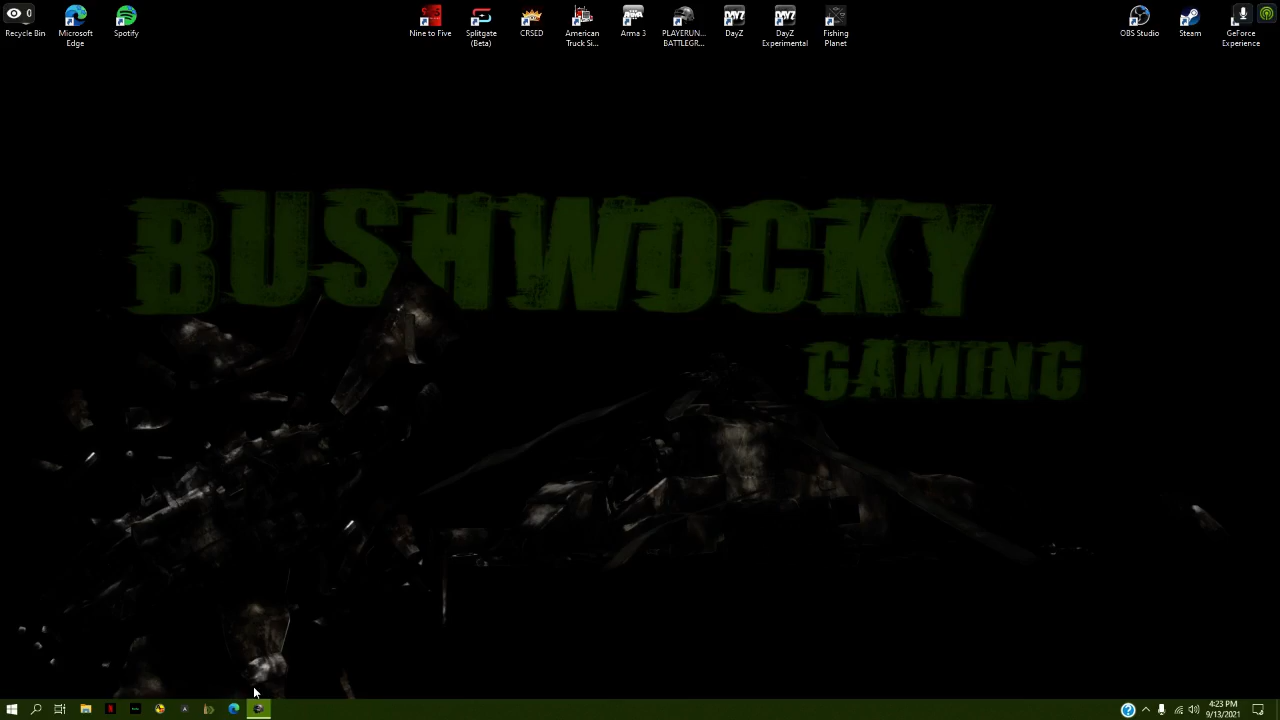 0
Recycle Bin
Microsoft Edge
Spotify
Nine to Five
Splitgate (Beta)
CRSED
American Truck Si...
Arma 3
PLAYERUN... BATTLEGR...
DayZ
DayZ Experimental
Fishing Planet
OBS Studio
Steam
GeForce Experience
BUSHWOCKY
GAMING
4:23 PM
9/13/2021